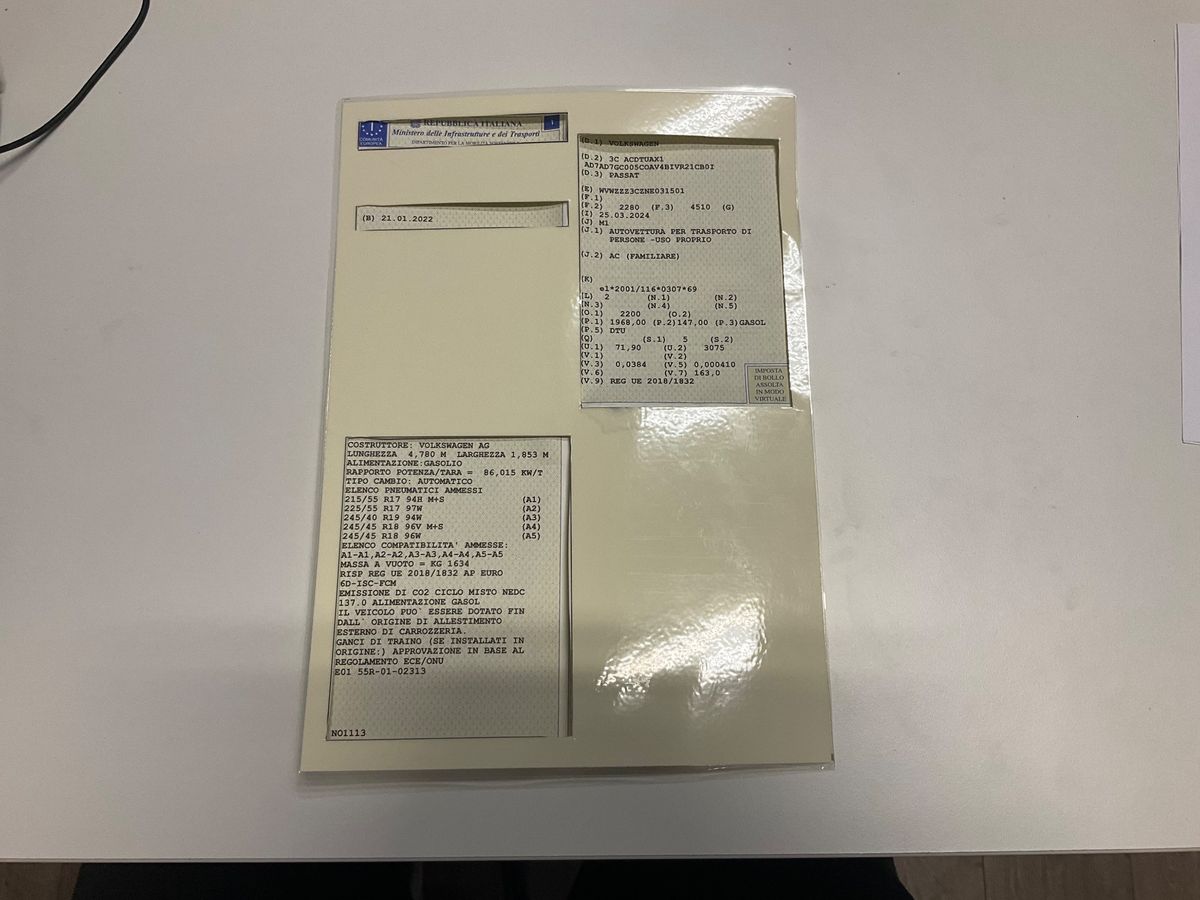 REPUBBLICA ITALIANA
COMUNITÀ EUROPEA
I
Ministero delle Infrastrutture e dei Trasporti
(B) 21.01.2022
(D.1) VOLKSWAGEN
(D.2) 3C ACDTUAX1
AD7AD7GC005COAV4BIVR21CB0I
(D.3) PASSAT
(E) WVWZZZ3CZNE031501
(F.1)
(F.2) 2280 (F.3) 4510 (G)
(I) 25.03.2024
(J) M1
(J.1) AUTOVETTURA PER TRASPORTO DI
PERSONE -USO PROPRIO
(J.2) AC (FAMILIARE)
(K)
e1*2001/116*0307*69
(L) 2 (N.1) (N.2)
(N.3) (N.4) (N.5)
(O.1) 2200 (O.2)
(P.1) 1968,00 (P.2)147,00 (P.3)GASOL
(P.5) DTU
(Q) (S.1) 5 (S.2)
(U.1) 71,90 (U.2) 3075
(V.1) (V.2)
(V.3) 0,0384 (V.5) 0,000410
(V.6) (V.7) 163,0
(V.9) REG UE 2018/1832
IMPOSTA
DI BOLLO
ASSOLTA
IN MODO
VIRTUALE
COSTRUTTORE: VOLKSWAGEN AG
LUNGHEZZA 4,780 M LARGHEZZA 1,853 M
ALIMENTAZIONE:GASOLIO
RAPPORTO POTENZA/TARA = 86,015 KW/T
TIPO CAMBIO: AUTOMATICO
ELENCO PNEUMATICI AMMESSI
215/55 R17 94H M+S (A1)
225/55 R17 97W (A2)
245/40 R19 94W (A3)
245/45 R18 96V M+S (A4)
245/45 R18 96W (A5)
ELENCO COMPATIBILITA' AMMESSE:
A1-A1,A2-A2,A3-A3,A4-A4,A5-A5
MASSA A VUOTO = KG 1634
RISP REG UE 2018/1832 AP EURO
6D-ISC-FCM
EMISSIONE DI CO2 CICLO MISTO NEDC
137.0 ALIMENTAZIONE GASOL
IL VEICOLO PUO` ESSERE DOTATO FIN
DALL` ORIGINE DI ALLESTIMENTO
ESTERNO DI CARROZZERIA.
GANCI DI TRAINO (SE INSTALLATI IN
ORIGINE:) APPROVAZIONE IN BASE AL
REGOLAMENTO ECE/ONU
E01 55R-01-02313
NO1113